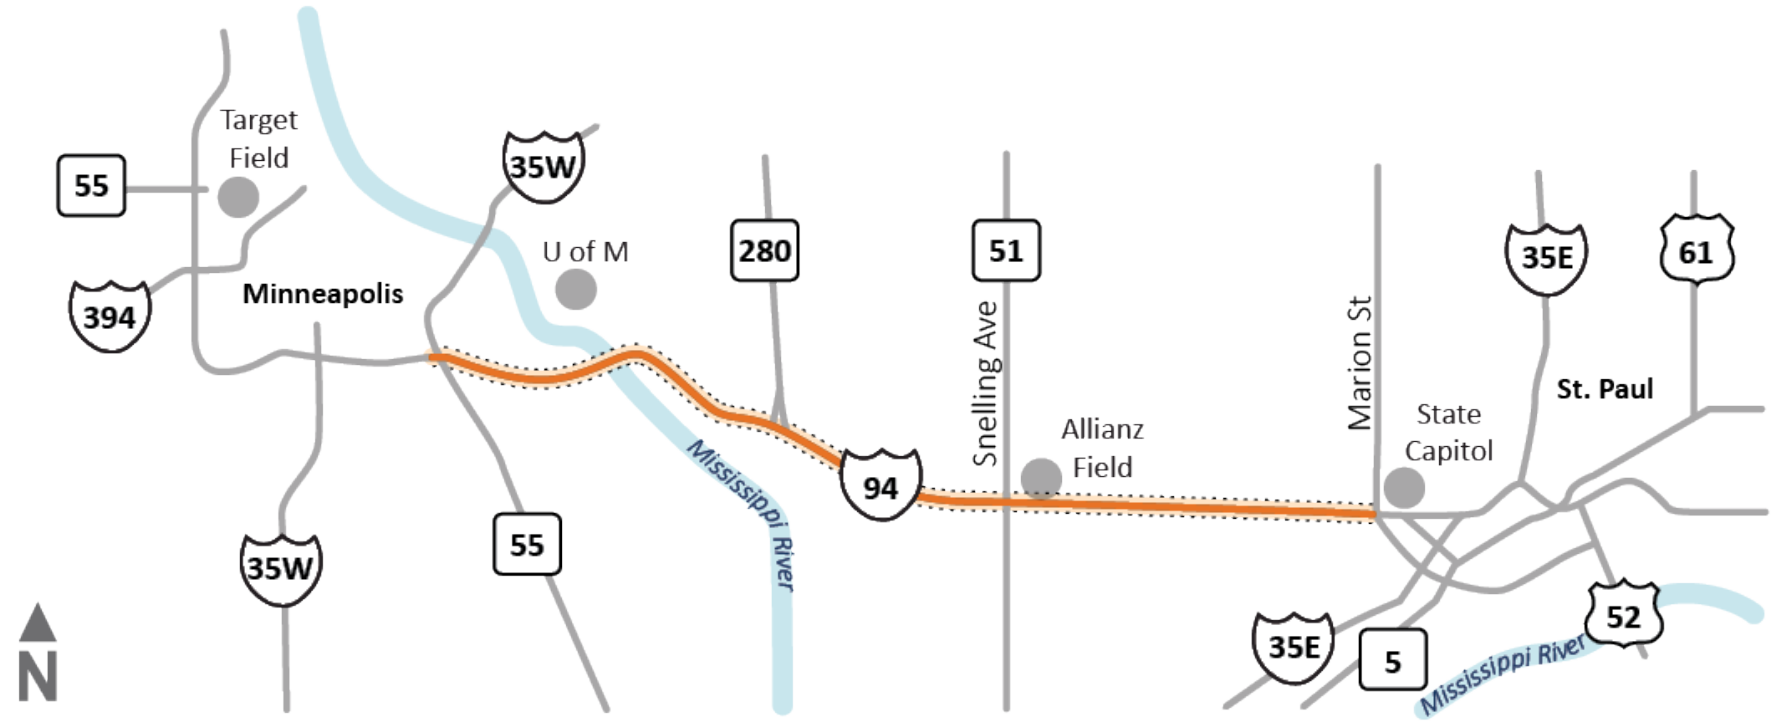 Target
Field
55
394
Minneapolis
35W
35W
U of M
55
280
Mississippi River
94
51
Snelling Ave
Allianz
Field
Marion St
State
Capitol
35E
61
St. Paul
35E
5
52
Mississippi River
N